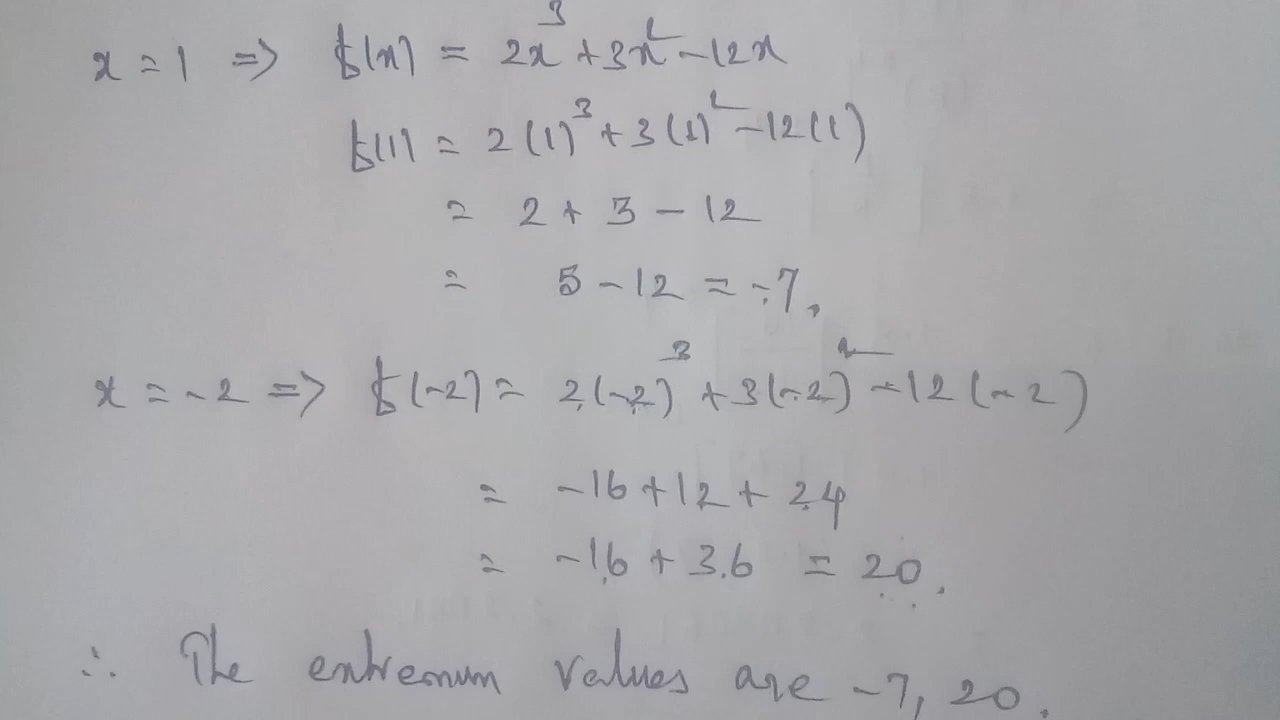 x = 1 => f(x) = 2x³ + 3x² - 12x
f(1) = 2(1)³ + 3(1)² - 12(1)
= 2 + 3 - 12
= 5 - 12 = -7.
x = -2 => f(-2) = 2(-2)³ + 3(-2)² - 12(-2)
= -16 + 12 + 24
= -16 + 36 = 20.
∴ The extremum values are -7, 20.